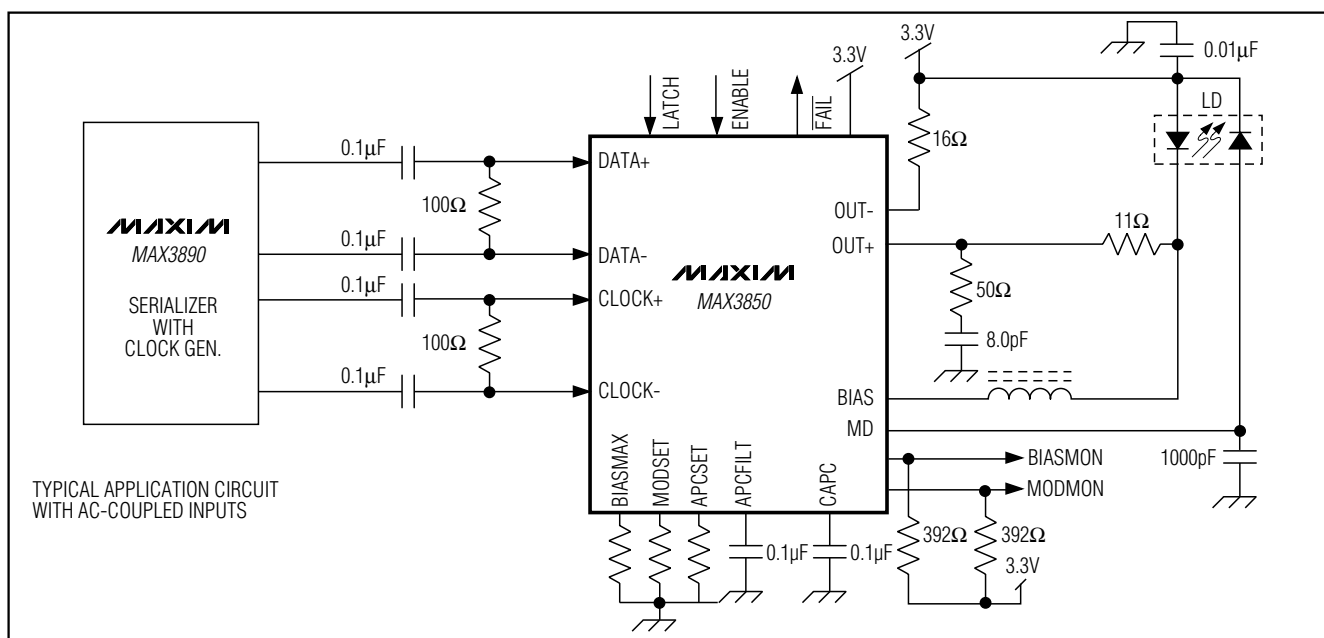 3.3V
0.01µF
3.3V
LATCH
ENABLE
FAIL
LD
16Ω
0.1µF
DATA+
100Ω
OUT-
11Ω
MAXIM
MAX3890
SERIALIZER
WITH
CLOCK GEN.
0.1µF
DATA-
OUT+
MAXIM
MAX3850
50Ω
0.1µF
CLOCK+
100Ω
8.0pF
0.1µF
CLOCK-
BIAS
MD
BIASMAX
MODSET
APCSET
APCFILT
CAPC
BIASMON
MODMON
1000pF
TYPICAL APPLICATION CIRCUIT
WITH AC-COUPLED INPUTS
0.1µF
0.1µF
392Ω
392Ω
3.3V